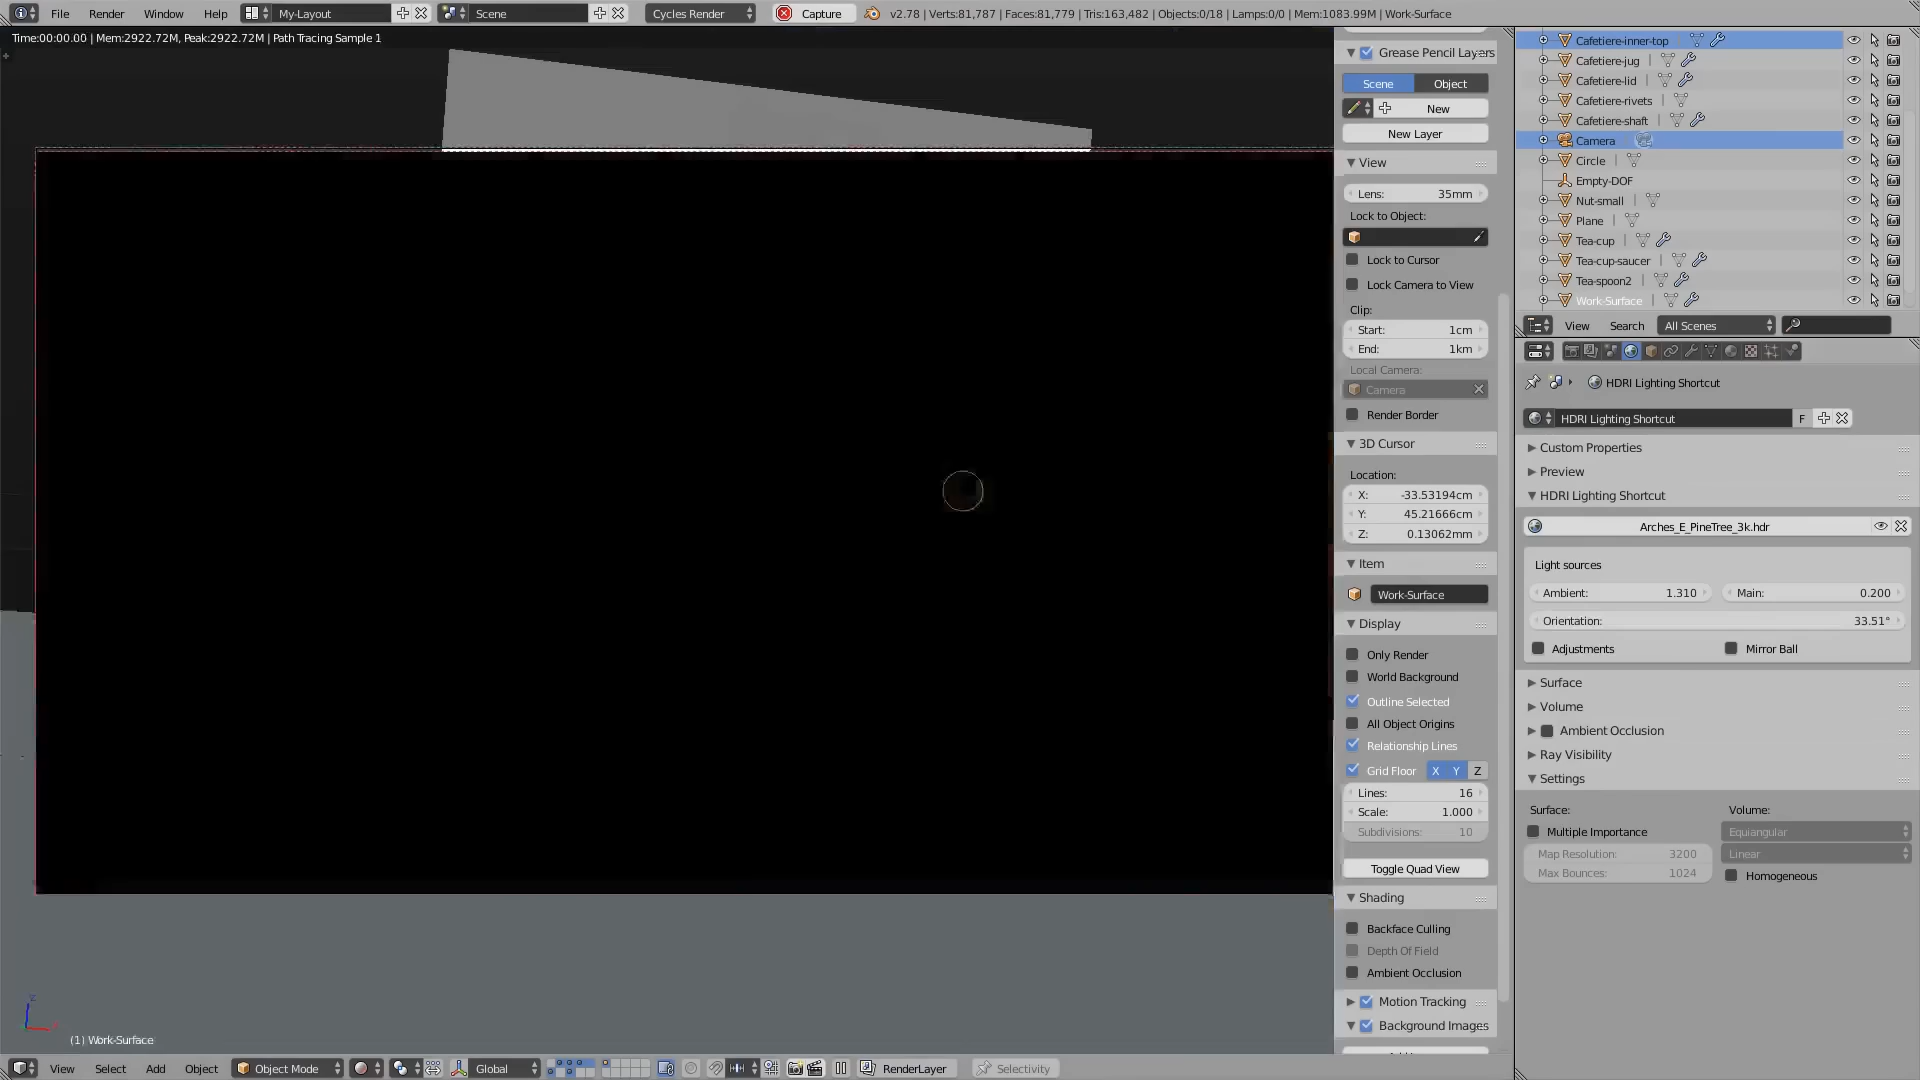 File Render Window Help My-Layout Scene Cycles Render Capture v2.78 | Verts:81,787 | Faces:81,779 | Tris:163,482 | Objects:0/18 | Lamps:0/0 | Mem:1083.99M | Work-Surface
Time:00:00.00 | Mem:2922.72M, Peak:2922.72M | Path Tracing Sample 1
Grease Pencil Layers
Scene Object
New
New Layer
View
Lens: 35mm
Lock to Object:
Lock to Cursor
Lock Camera to View
Clip:
Start: 1cm
End: 1km
Local Camera:
Camera
Render Border
3D Cursor
Location:
X: -33.53194cm
Y: 45.21666cm
Z: 0.13062mm
Item
Work-Surface
Display
Only Render
World Background
Outline Selected
All Object Origins
Relationship Lines
Grid Floor X Y Z
Lines: 16
Scale: 1.000
Subdivisions: 10
Toggle Quad View
Shading
Backface Culling
Depth Of Field
Ambient Occlusion
Motion Tracking
Background Images
Cafetiere-inner-top
Cafetiere-jug
Cafetiere-lid
Cafetiere-rivets
Cafetiere-shaft
Camera
Circle
Empty-DOF
Nut-small
Plane
Tea-cup
Tea-cup-saucer
Tea-spoon2
Work-Surface
View Search All Scenes
HDRI Lighting Shortcut
HDRI Lighting Shortcut F
Custom Properties
Preview
HDRI Lighting Shortcut
Arches_E_PineTree_3k.hdr
Light sources
Ambient: 1.310 Main: 0.200
Orientation: 33.51°
Adjustments Mirror Ball
Surface
Volume
Ambient Occlusion
Ray Visibility
Settings
Surface: Volume:
Multiple Importance Equiangular
Map Resolution: 3200 Linear
Max Bounces: 1024 Homogeneous
Z
(1) Work-Surface
View Select Add Object Object Mode Global RenderLayer Selectivity